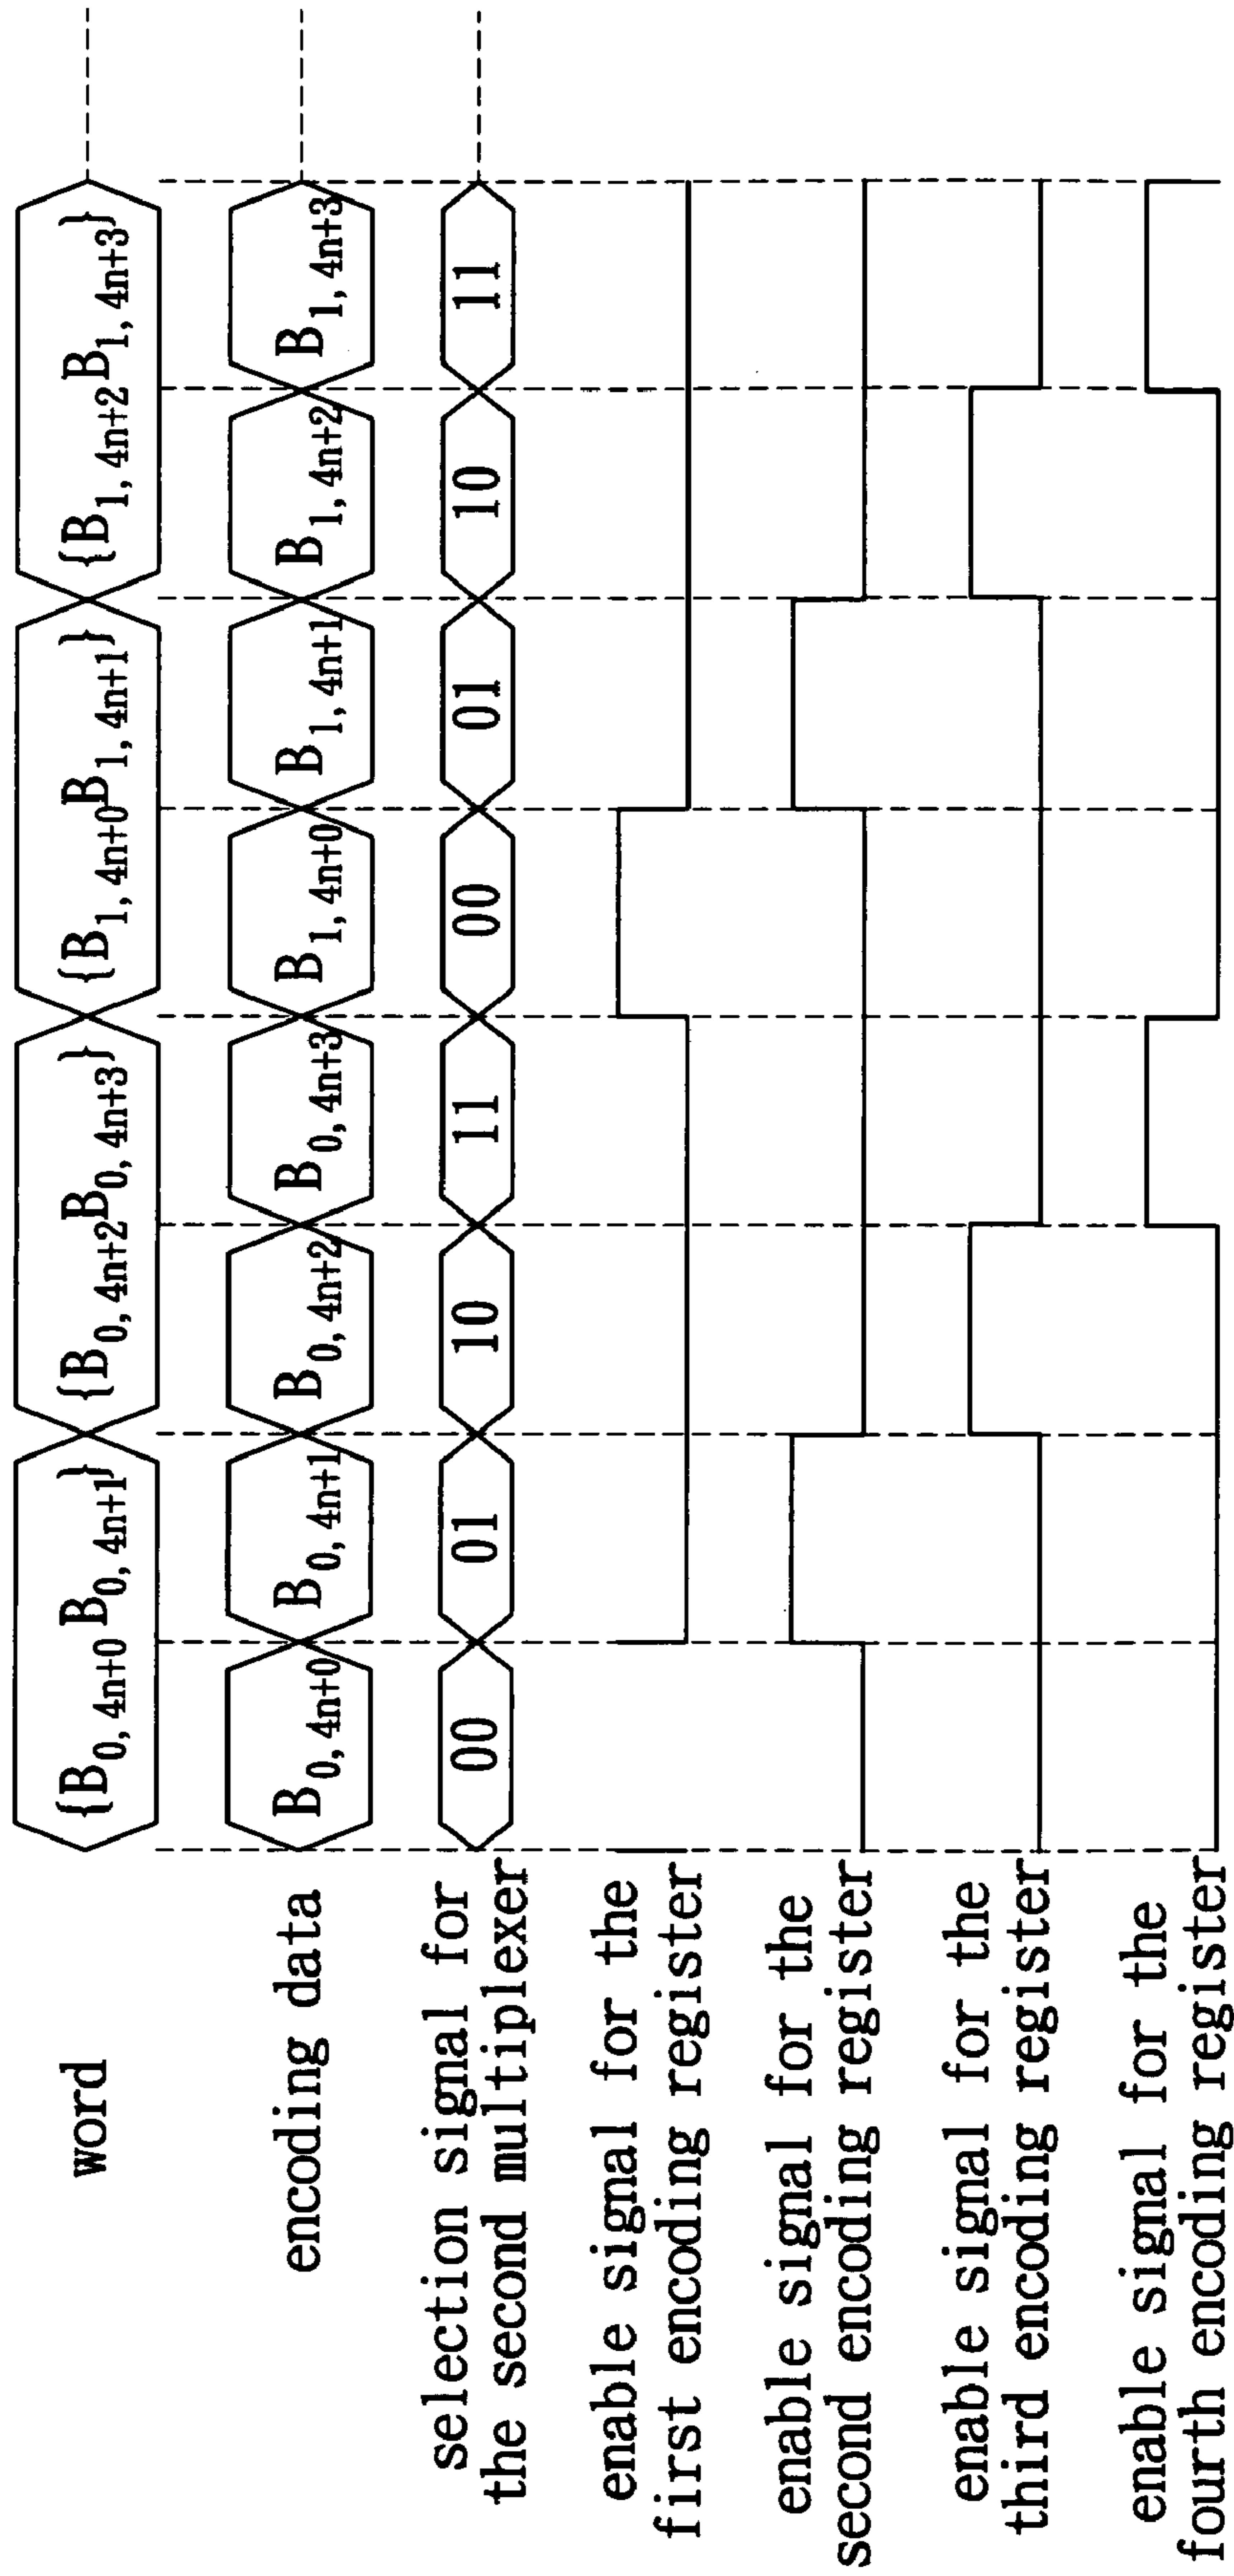 word
{B0, 4n+0 B0, 4n+1}
{B0, 4n+2 B0, 4n+3}
{B1, 4n+0 B1, 4n+1}
{B1, 4n+2 B1, 4n+3}
encoding data
B0, 4n+0
B0, 4n+1
B0, 4n+2
B0, 4n+3
B1, 4n+0
B1, 4n+1
B1, 4n+2
B1, 4n+3
selection signal for
the second multiplexer
00
01
10
11
00
01
10
11
enable signal for the
first encoding register
enable signal for the
second encoding register
enable signal for the
third encoding register
enable signal for the
fourth encoding register